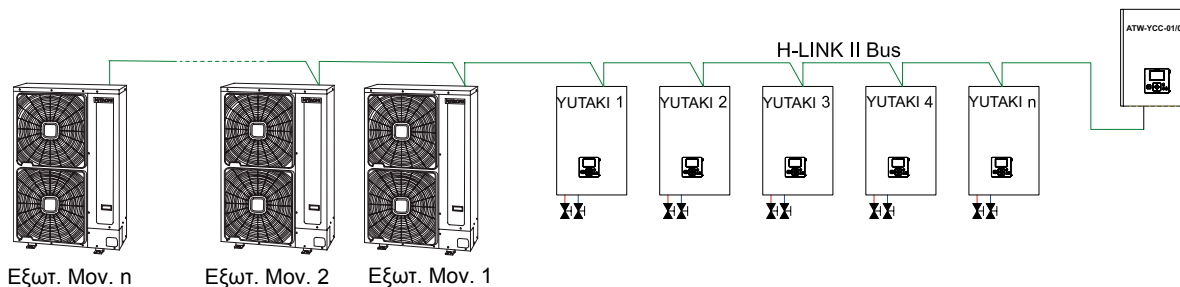 ATW-YCC-01/0
H-LINK II Bus
YUTAKI 1
YUTAKI 2
YUTAKI 3
YUTAKI 4
YUTAKI n
Εξωτ. Μον. n
Εξωτ. Μον. 2
Εξωτ. Μον. 1